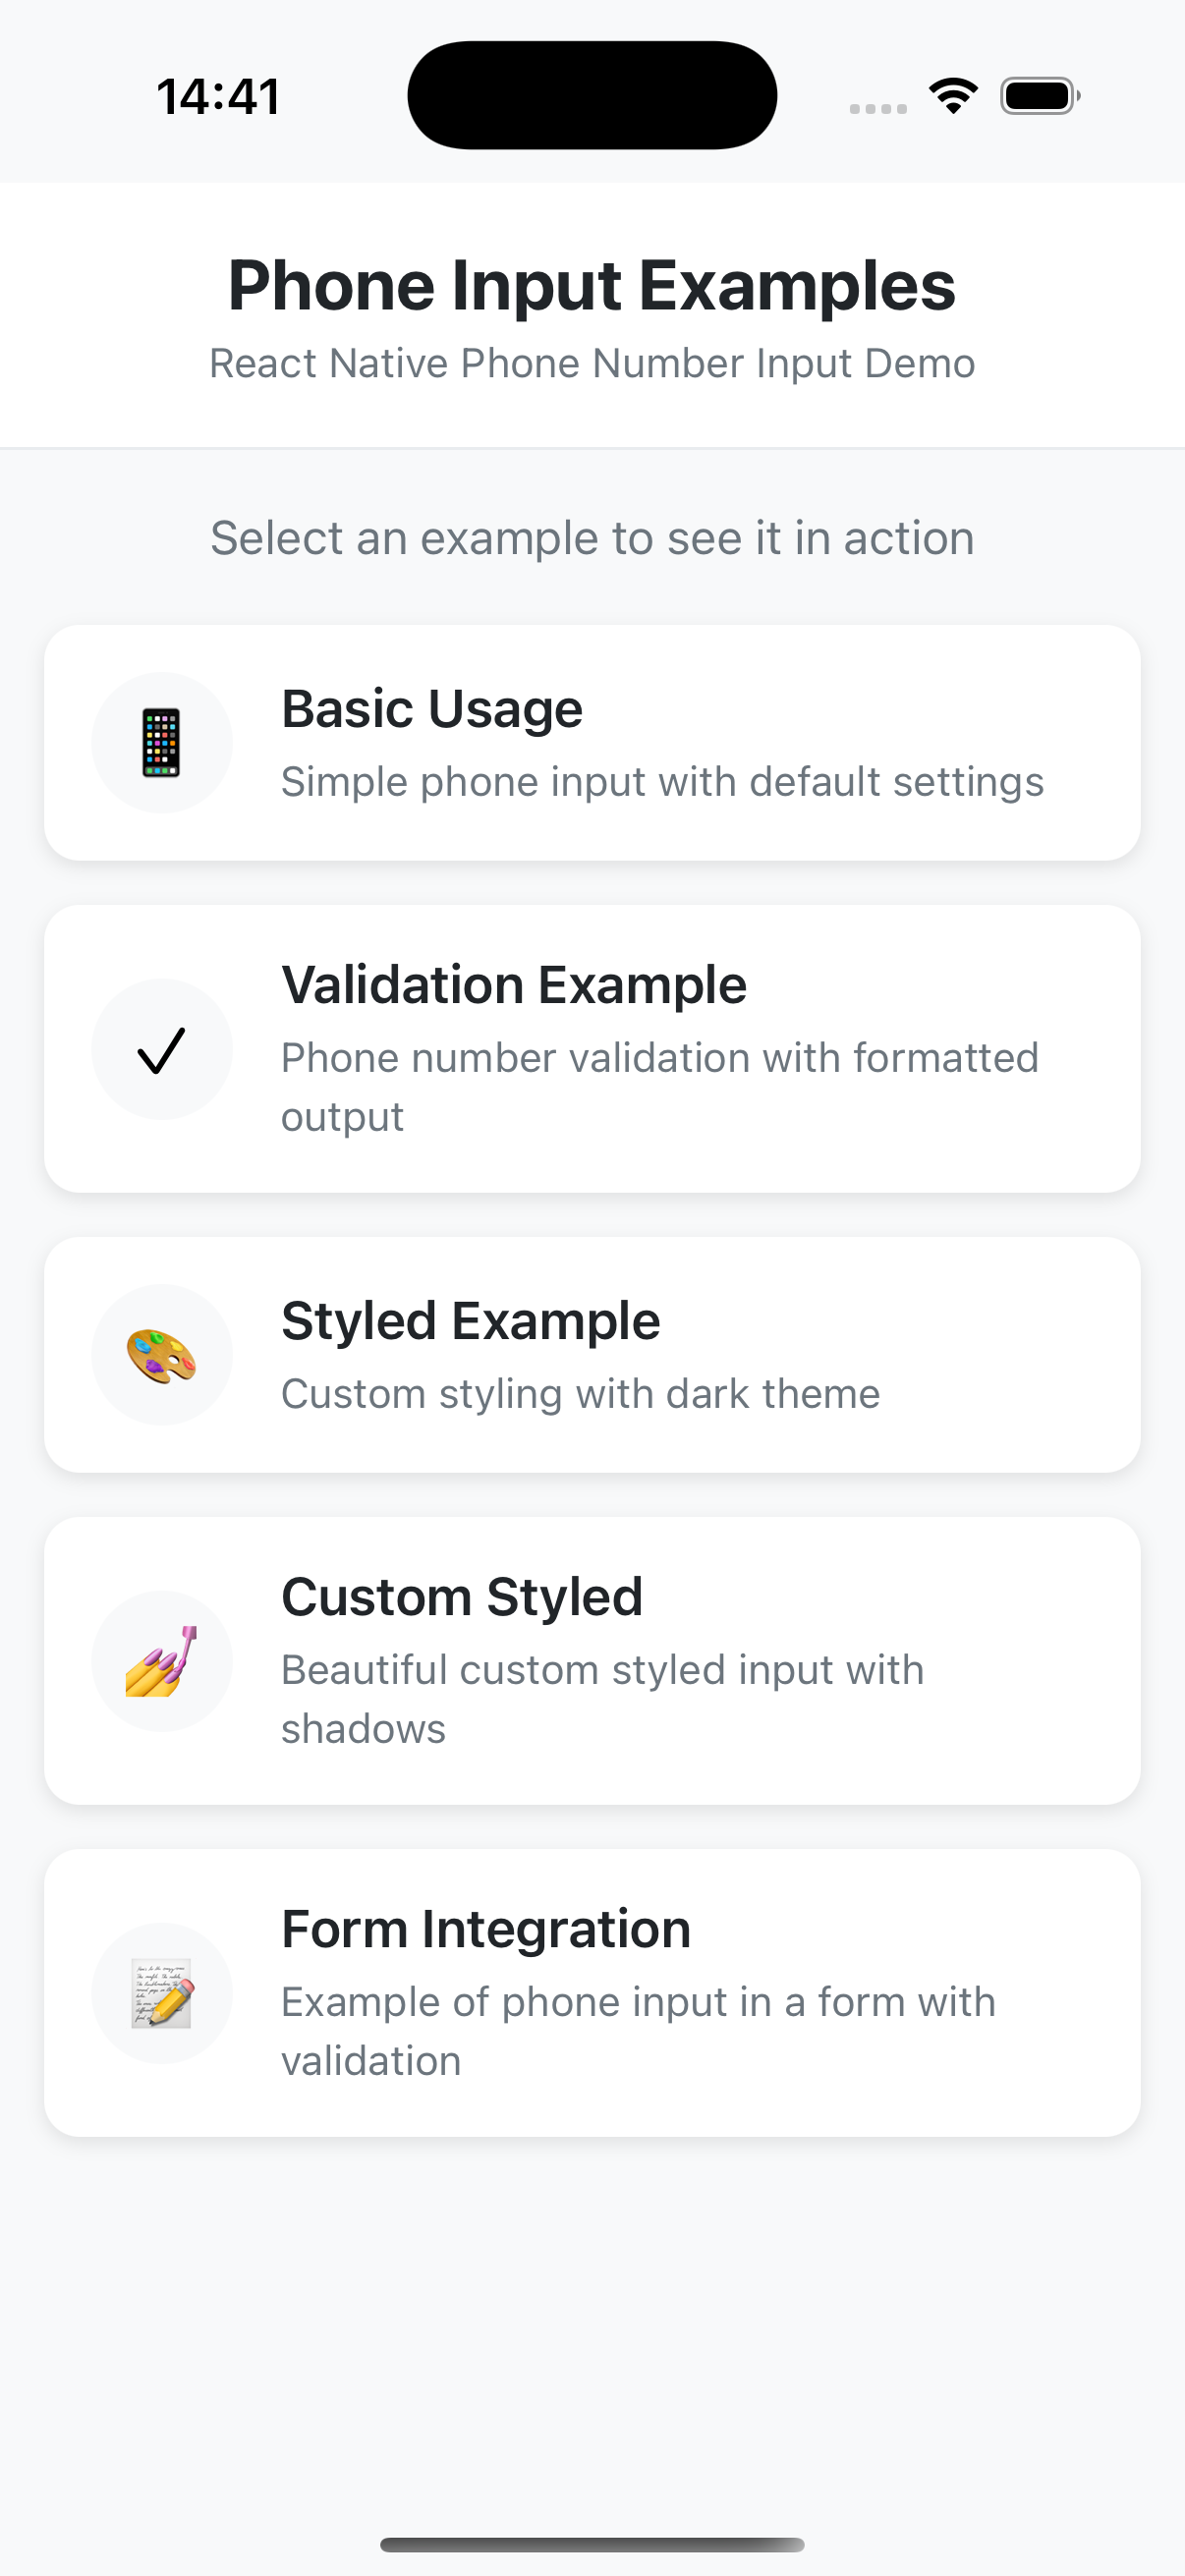 14:41
Phone Input Examples
React Native Phone Number Input Demo
Select an example to see it in action
Basic Usage
Simple phone input with default settings
Validation Example
Phone number validation with formatted
output
Styled Example
Custom styling with dark theme
Custom Styled
Beautiful custom styled input with
shadows
Form Integration
Example of phone input in a form with
validation